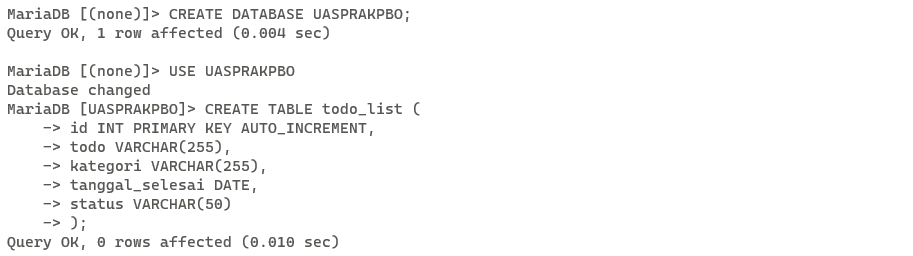 MariaDB [(none)]> CREATE DATABASE UASPRAKPBO;
Query OK, 1 row affected (0.004 sec)

MariaDB [(none)]> USE UASPRAKPBO
Database changed
MariaDB [UASPRAKPBO]> CREATE TABLE todo_list (
    -> id INT PRIMARY KEY AUTO_INCREMENT,
    -> todo VARCHAR(255),
    -> kategori VARCHAR(255),
    -> tanggal_selesai DATE,
    -> status VARCHAR(50)
    -> );
Query OK, 0 rows affected (0.010 sec)